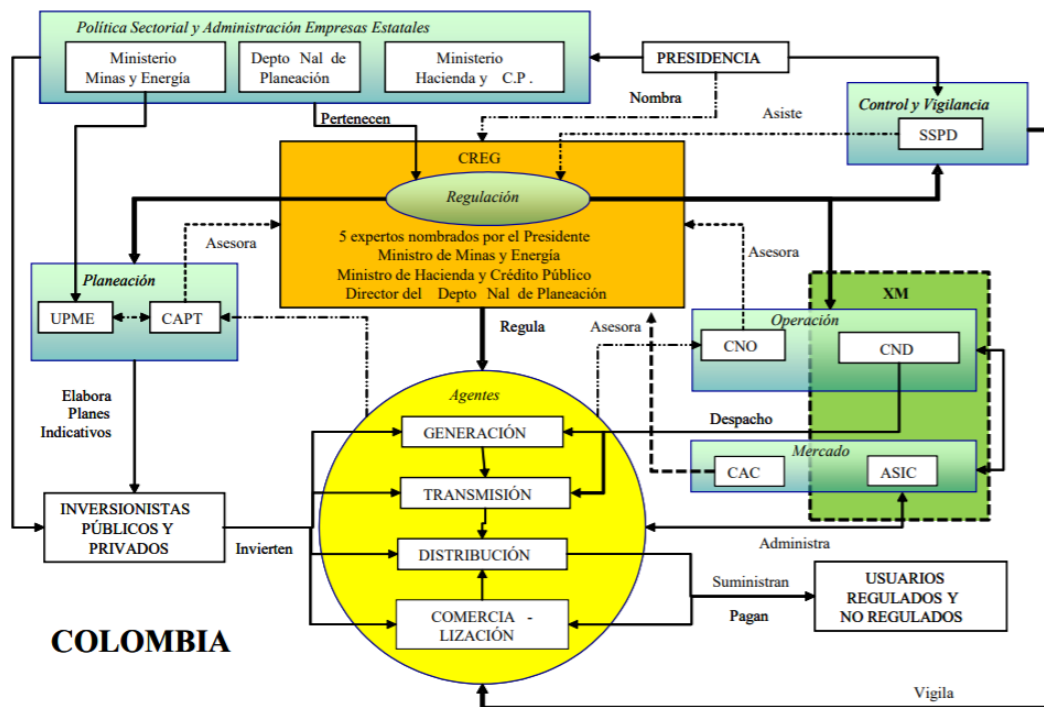 Política Sectorial y Administración Empresas Estatales
Ministerio
Minas y Energía
Depto Nal de
Planeación
Ministerio
Hacienda y C.P.
PRESIDENCIA
Nombra
Pertenecen
Asiste
Control y Vigilancia
SSPD
CREG
Regulación
5 expertos nombrados por el Presidente
Ministro de Minas y Energía
Ministro de Hacienda y Crédito Público
Director del Depto Nal de Planeación
Asesora
Asesora
Planeación
UPME
CAPT
XM
Operación
CNO
CND
Regula
Asesora
Elabora
Planes
Indicativos
Agentes
GENERACIÓN
Despacho
Mercado
CAC
ASIC
TRANSMISIÓN
INVERSIONISTAS
PÚBLICOS Y
PRIVADOS
Invierten
DISTRIBUCIÓN
Administra
Suministran
Pagan
USUARIOS
REGULADOS Y
NO REGULADOS
COMERCIA -
LIZACIÓN
COLOMBIA
Vigila